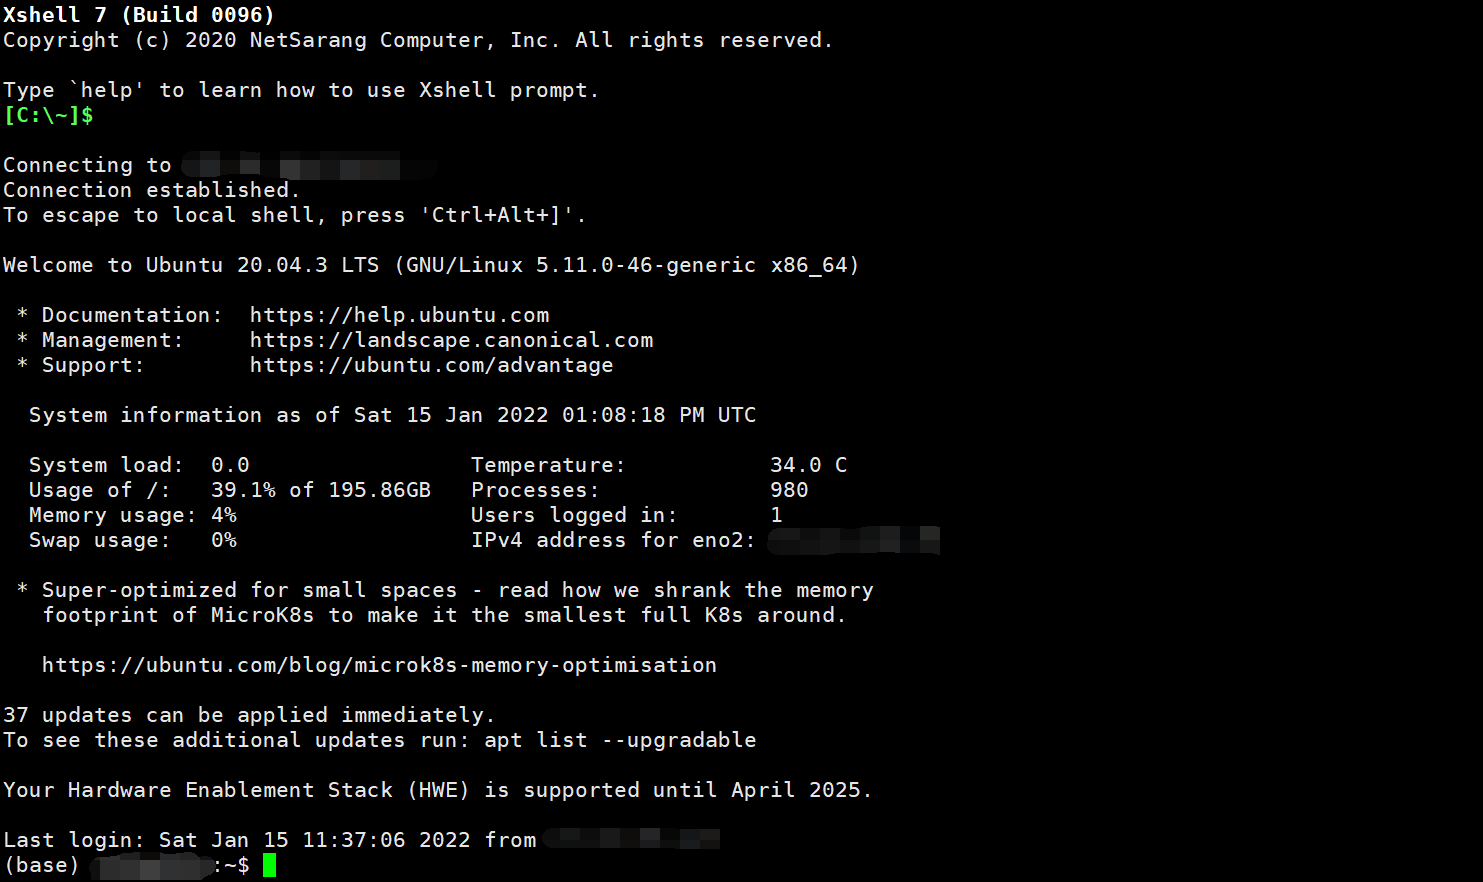 Xshell 7 (Build 0096)
Copyright (c) 2020 NetSarang Computer, Inc. All rights reserved.
Type `help' to learn how to use Xshell prompt.
[C:\~]$
Connecting to
Connection established.
To escape to local shell, press 'Ctrl+Alt+]'.
Welcome to Ubuntu 20.04.3 LTS (GNU/Linux 5.11.0-46-generic x86_64)
* Documentation:  https://help.ubuntu.com
* Management:     https://landscape.canonical.com
* Support:        https://ubuntu.com/advantage
System information as of Sat 15 Jan 2022 01:08:18 PM UTC
System load:  0.0                 Temperature:           34.0 C
Usage of /:   39.1% of 195.86GB   Processes:             980
Memory usage: 4%                  Users logged in:       1
Swap usage:   0%                  IPv4 address for eno2:
* Super-optimized for small spaces - read how we shrank the memory
footprint of MicroK8s to make it the smallest full K8s around.
https://ubuntu.com/blog/microk8s-memory-optimisation
37 updates can be applied immediately.
To see these additional updates run: apt list --upgradable
Your Hardware Enablement Stack (HWE) is supported until April 2025.
Last login: Sat Jan 15 11:37:06 2022 from
(base) :~$